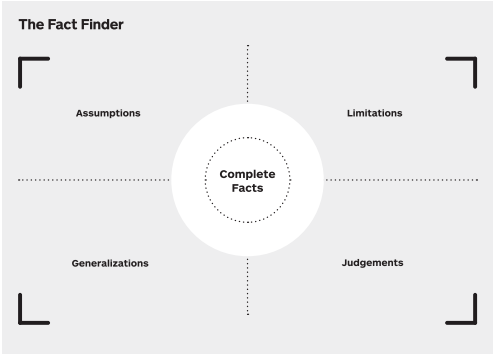 The Fact Finder
Assumptions
Limitations
Complete
Facts
Generalizations
Judgements